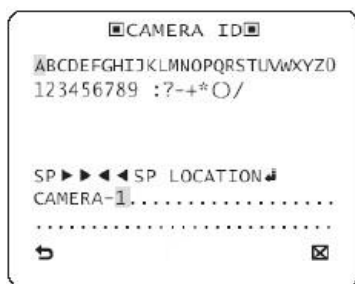 ▣CAMERA ID▣
ABCDEFGHIJKLMNOPQRSTUVWXYZ0
123456789 :?-+*()/
SP►►◄◄SP LOCATION↲
CAMERA-1..................
...........................